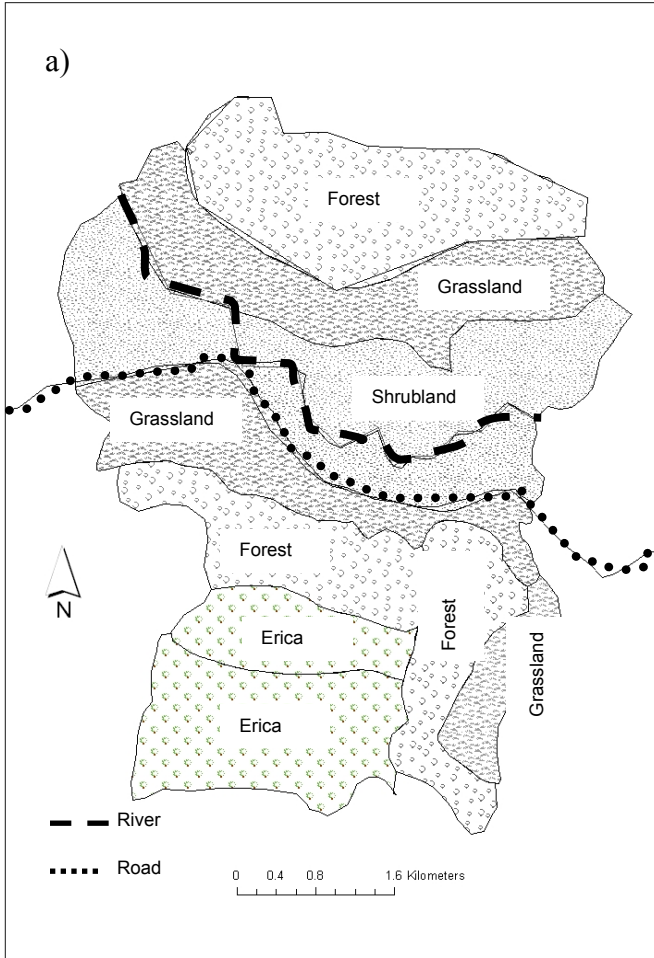 a)
Forest
Grassland
Shrubland
Grassland
Forest
Forest
Grassland
Erica
Erica
N
River
Road
0 0.4 0.8 1.6 Kilometers